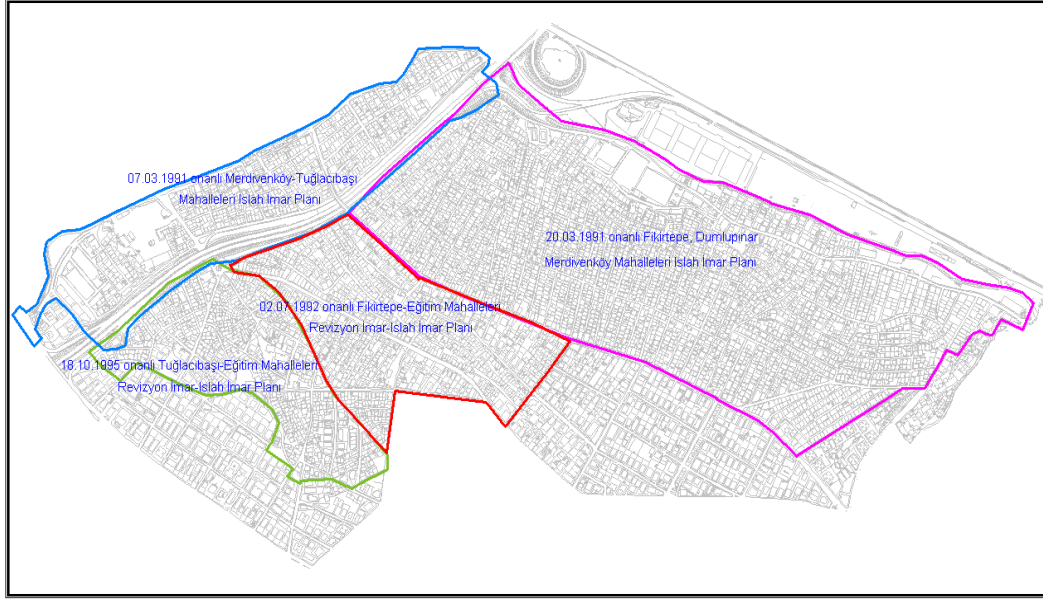 07.03.1991 onanlı Merdivenköy-Tuğlacıbaşı
Mahalleleri Islah İmar Planı
20.03.1991 onanlı Fikirtepe, Dumlupınar
Merdivenköy Mahalleleri Islah İmar Planı
02.07.1992 onanlı Fikirtepe-Eğitim Mahalleleri
Revizyon İmar-Islah İmar Planı
18.10.1995 onanlı Tuğlacıbaşı-Eğitim Mahalleleri
Revizyon İmar-Islah İmar Planı